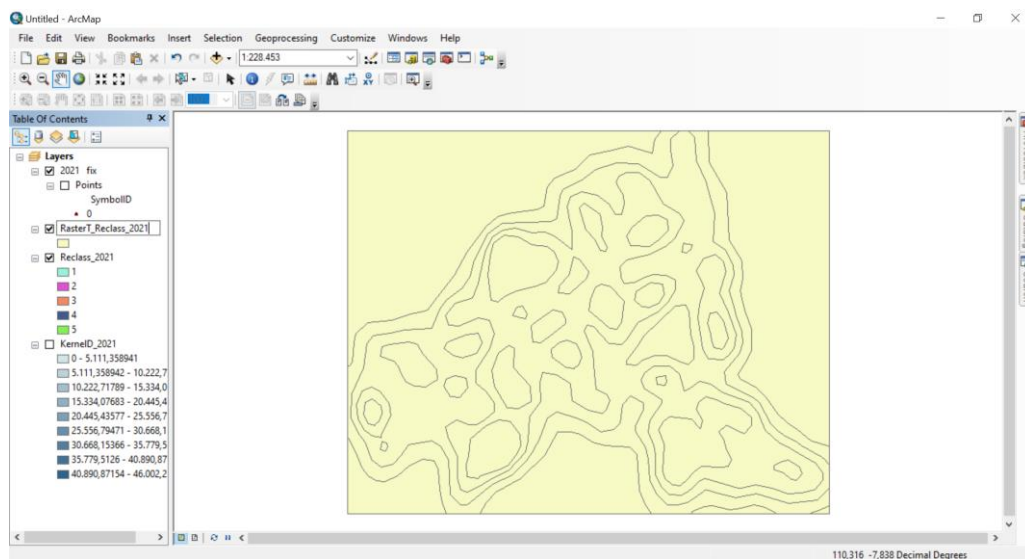 Untitled - ArcMap
File Edit View Bookmarks Insert Selection Geoprocessing Customize Windows Help
1:228.453
Table Of Contents
Layers
2021 fix
Points
SymbolID
0
RasterT_Reclass_2021
Reclass_2021
1
2
3
4
5
KernelD_2021
0 - 5.111,358941
5.111,358942 - 10.222,7
10.222,71789 - 15.334,0
15.334,07683 - 20.445,4
20.445,43577 - 25.556,7
25.556,79471 - 30.668,1
30.668,15366 - 35.779,5
35.779,5126 - 40.890,87
40.890,87154 - 46.002,2
110,316 -7,838 Decimal Degrees